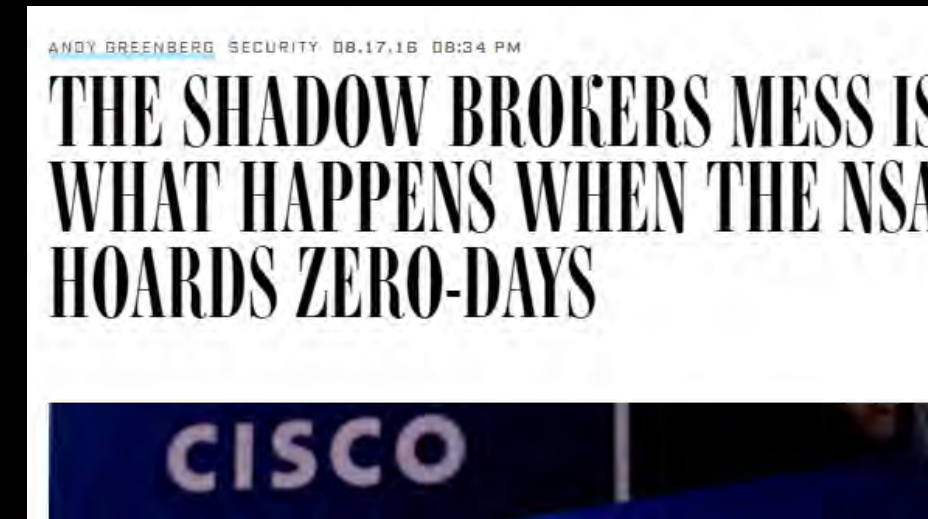 ANDY GREENBERG SECURITY 08.17.16 08:34 PM
THE SHADOW BROKERS MESS IS
WHAT HAPPENS WHEN THE NSA
HOARDS ZERO-DAYS
CISCO